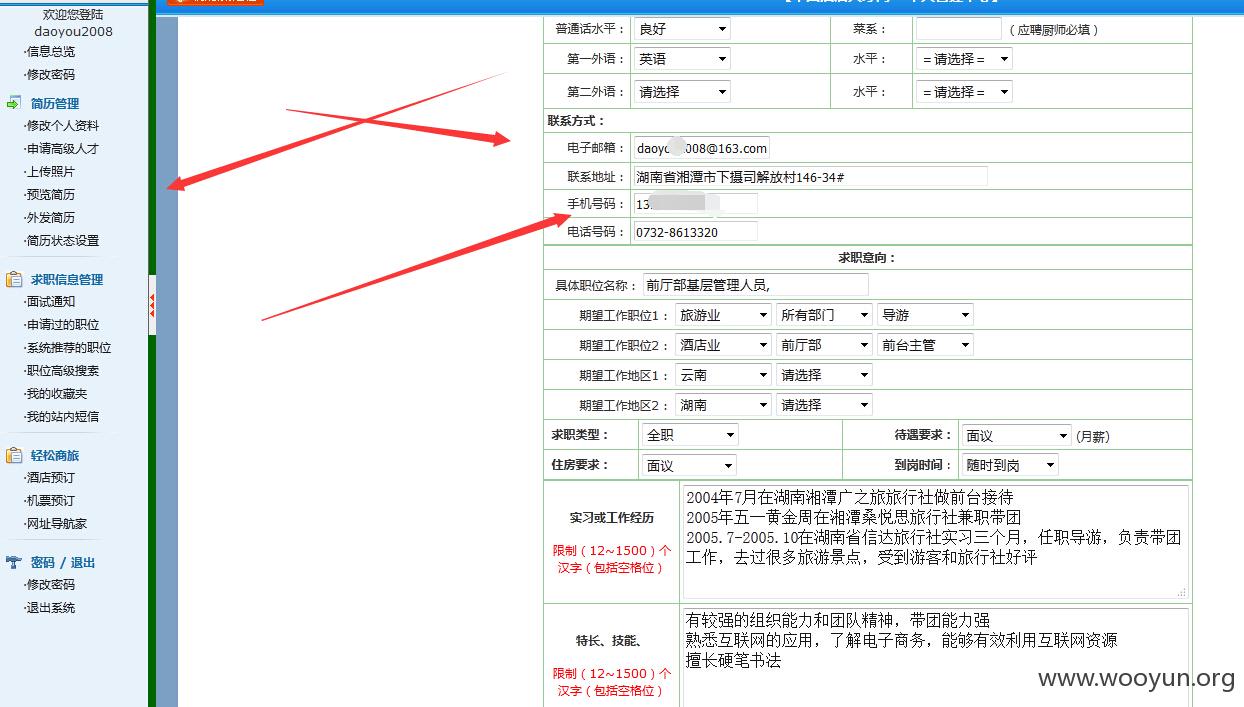 欢迎您登陆
daoyou2008
·信息总览
·修改密码
简历管理
·修改个人资料
·申请高级人才
·上传照片
·预览简历
·外发简历
·简历状态设置
求职信息管理
·面试通知
·申请过的职位
·系统推荐的职位
·职位高级搜索
·我的收藏夹
·我的站内短信
轻松商旅
·酒店预订
·机票预订
·网址导航家
密码 / 退出
·修改密码
·退出系统
普通话水平： 良好 菜系： （应聘厨师必填）
第一外语： 英语 水平： ＝请选择＝
第二外语： 请选择 水平： ＝请选择＝
联系方式：
电子邮箱： daoyo 008@163.com
联系地址： 湖南省湘潭市下摄司解放村146-34#
手机号码： 13
电话号码： 0732-8613320
求职意向：
具体职位名称： 前厅部基层管理人员,
期望工作职位1： 旅游业 所有部门 导游
期望工作职位2： 酒店业 前厅部 前台主管
期望工作地区1： 云南 请选择
期望工作地区2： 湖南 请选择
求职类型： 全职 待遇要求： 面议 (月薪)
住房要求： 面议 到岗时间： 随时到岗
实习或工作经历
限制（12~1500）个
汉字（包括空格位）
2004年7月在湖南湘潭广之旅旅行社做前台接待
2005年五一黄金周在湘潭桑悦思旅行社兼职带团
2005.7-2005.10在湖南省信达旅行社实习三个月，任职导游，负责带团
工作，去过很多旅游景点，受到游客和旅行社好评
特长、技能、
限制（12~1500）个
汉字（包括空格位）
有较强的组织能力和团队精神，带团能力强
熟悉互联网的应用，了解电子商务，能够有效利用互联网资源
擅长硬笔书法
www.wooyun.org